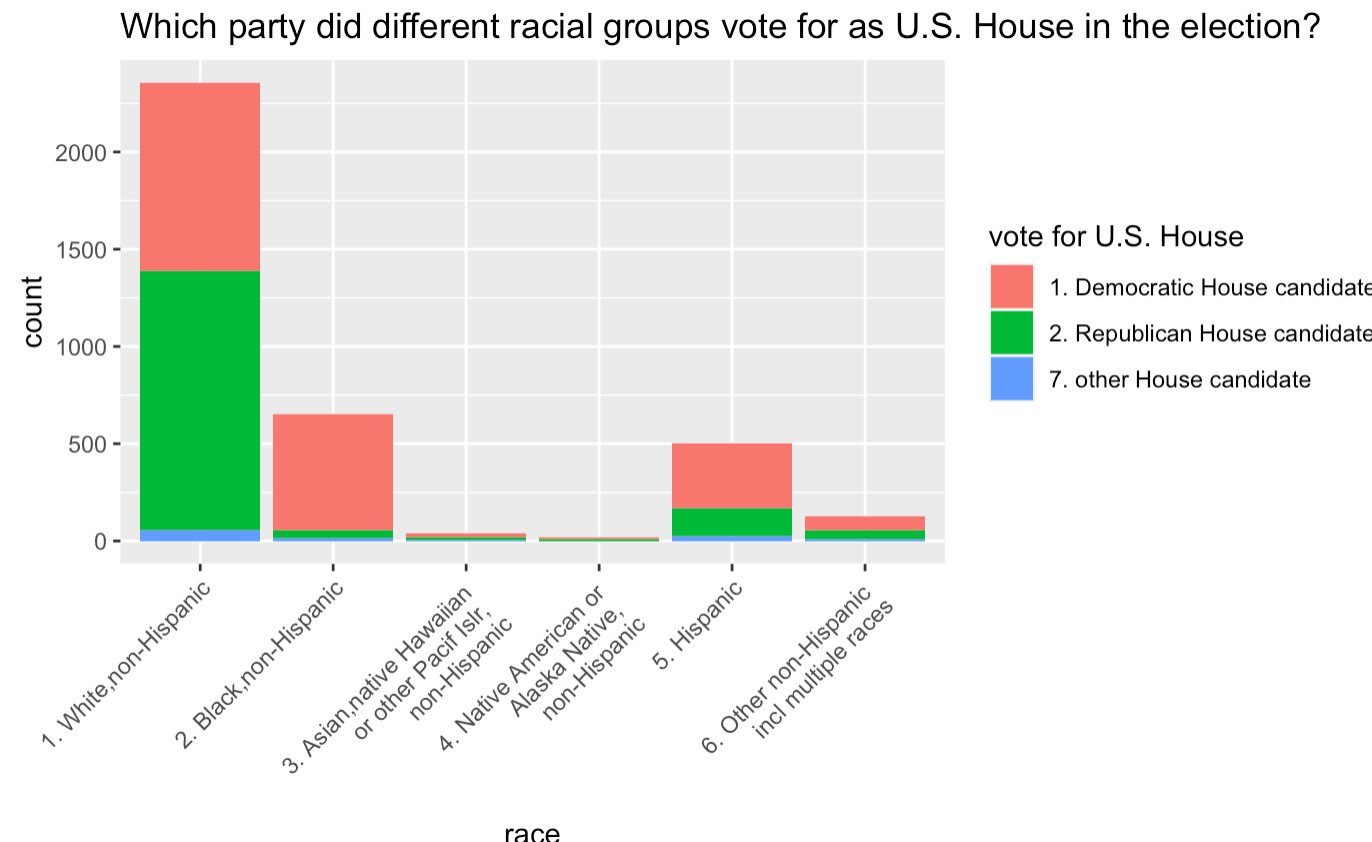 Which party did different racial groups vote for as U.S. House in the election?
count
2000
1500
1000
500
0
1. White,non-Hispanic
2. Black,non-Hispanic
3. Asian,native Hawaiian
or other Pacif Islr,
non-Hispanic
4. Native American or
Alaska Native,
non-Hispanic
5. Hispanic
6. Other non-Hispanic
incl multiple races
race
vote for U.S. House
1. Democratic House candidate
2. Republican House candidate
7. other House candidate